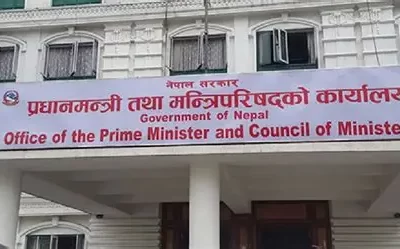 नेपाल सरकार
प्रधानमन्त्री तथा मन्त्रिपरिषद्को कार्यालय
Government of Nepal
Office of the Prime Minister and Council of Ministe